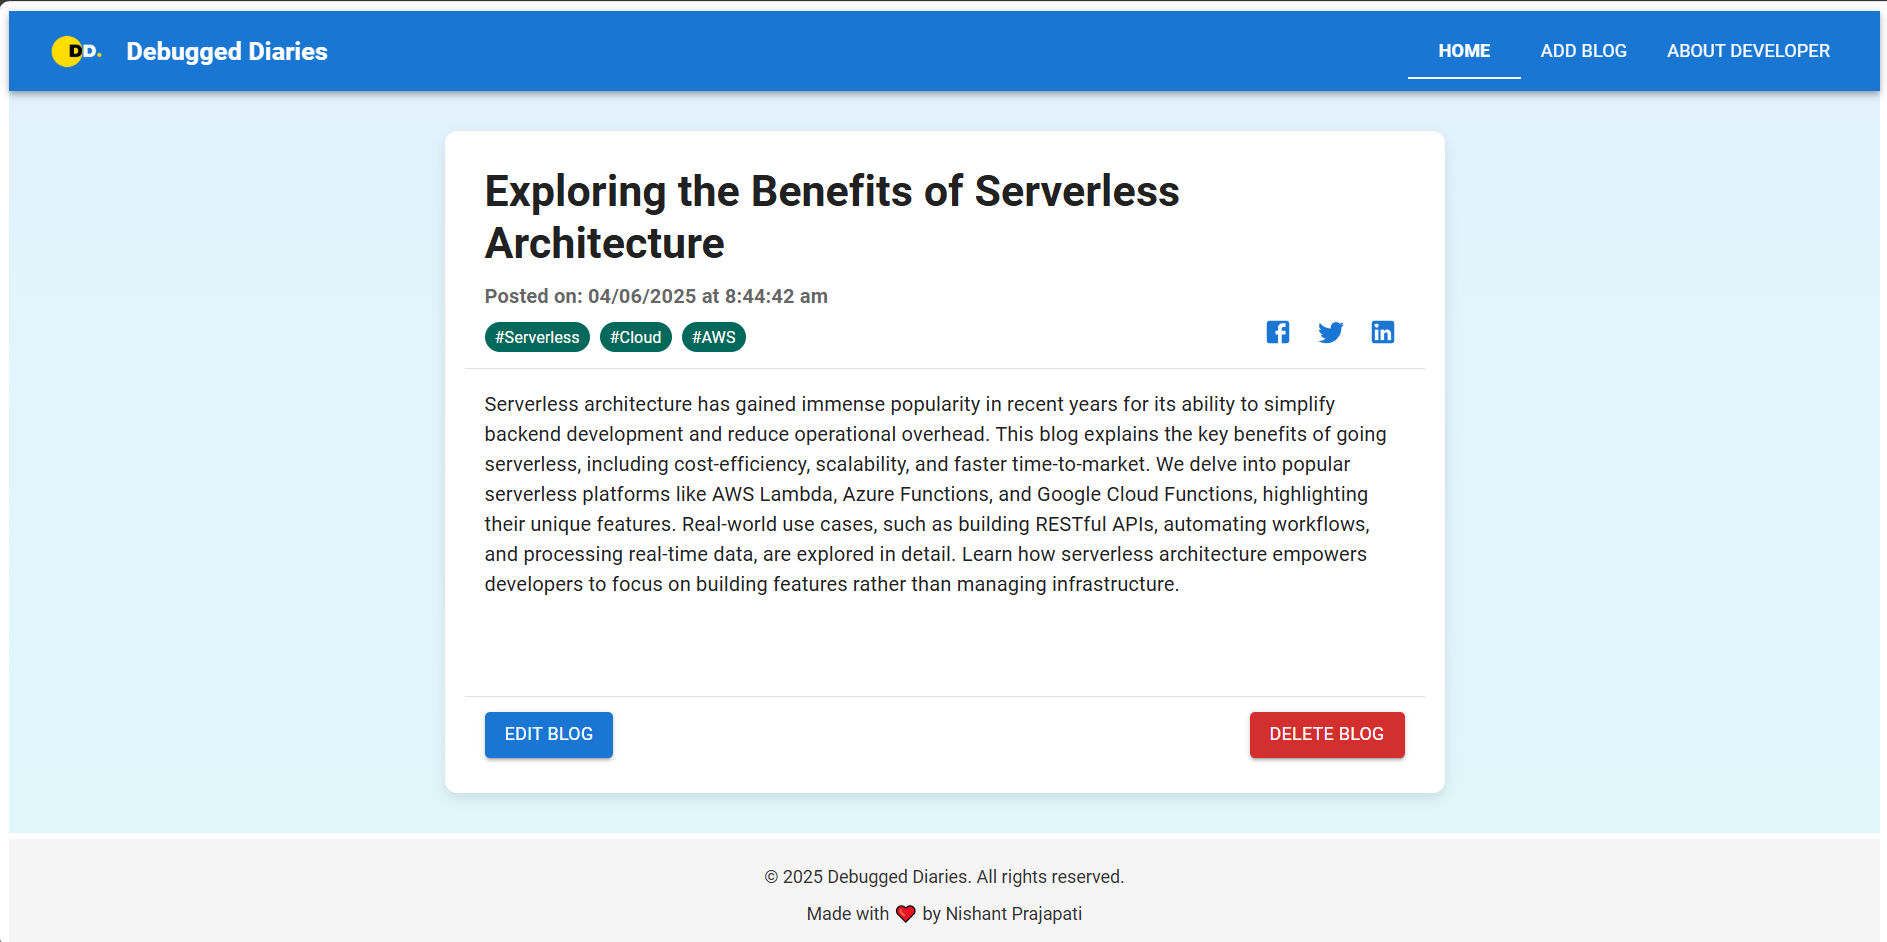 DD.
Debugged Diaries
HOME
ADD BLOG
ABOUT DEVELOPER
Exploring the Benefits of Serverless
Architecture
Posted on: 04/06/2025 at 8:44:42 am
#Serverless
#Cloud
#AWS
in
Serverless architecture has gained immense popularity in recent years for its ability to simplify
backend development and reduce operational overhead. This blog explains the key benefits of going
serverless, including cost-efficiency, scalability, and faster time-to-market. We delve into popular
serverless platforms like AWS Lambda, Azure Functions, and Google Cloud Functions, highlighting
their unique features. Real-world use cases, such as building RESTful APIs, automating workflows,
and processing real-time data, are explored in detail. Learn how serverless architecture empowers
developers to focus on building features rather than managing infrastructure.
EDIT BLOG
DELETE BLOG
© 2025 Debugged Diaries. All rights reserved.
Made with ❤️ by Nishant Prajapati